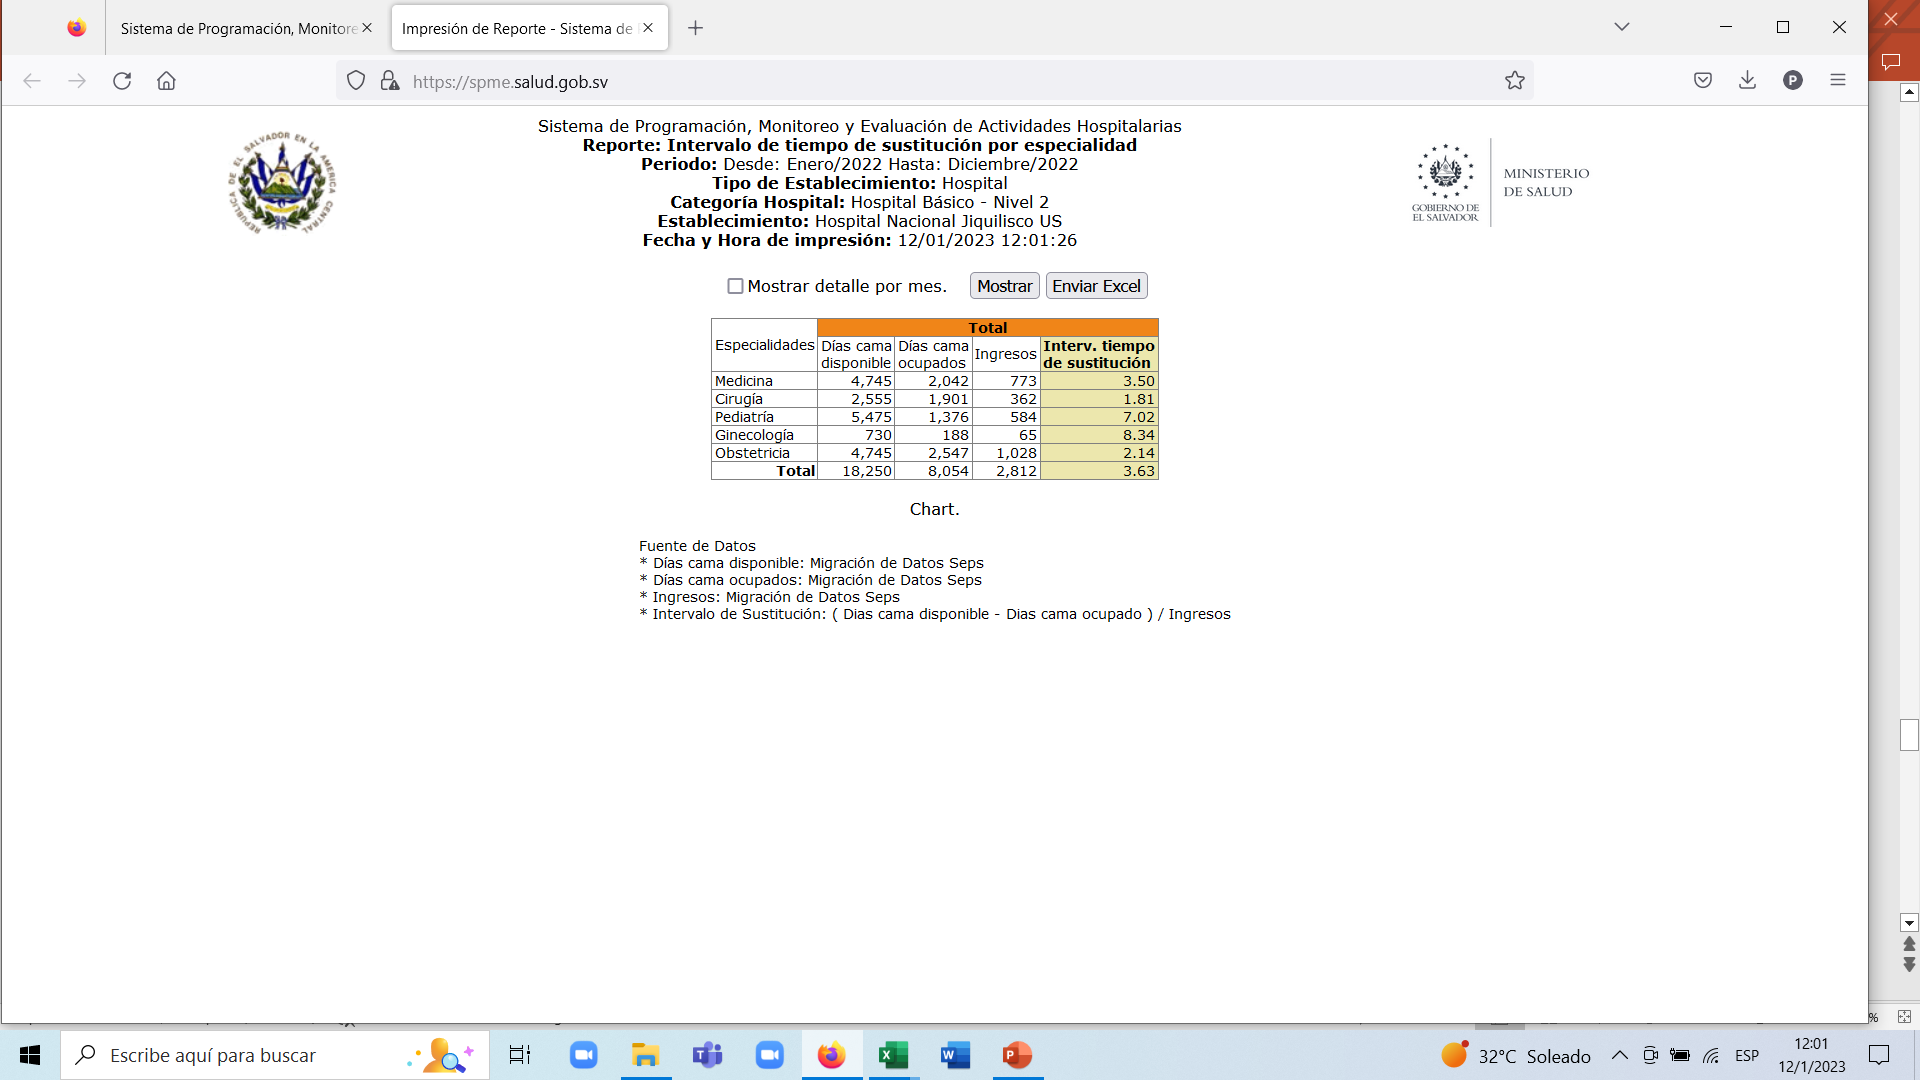 Sistema de Programación, Monitore
Impresión de Reporte - Sistema de
https://spme.salud.gob.sv
P
REPUBLICA DE EL SALVADOR EN LA AMERICA CENTRAL
Sistema de Programación, Monitoreo y Evaluación de Actividades Hospitalarias
Reporte: Intervalo de tiempo de sustitución por especialidad
Periodo: Desde: Enero/2022 Hasta: Diciembre/2022
Tipo de Establecimiento: Hospital
Categoría Hospital: Hospital Básico - Nivel 2
Establecimiento: Hospital Nacional Jiquilisco US
Fecha y Hora de impresión: 12/01/2023 12:01:26
GOBIERNO DE
EL SALVADOR
MINISTERIO
DE SALUD
Mostrar detalle por mes. Mostrar Enviar Excel
Total
Especialidades Días cama disponible Días cama ocupados Ingresos Interv. tiempo de sustitución
Medicina 4,745 2,042 773 3.50
Cirugía 2,555 1,901 362 1.81
Pediatría 5,475 1,376 584 7.02
Ginecología 730 188 65 8.34
Obstetricia 4,745 2,547 1,028 2.14
Total 18,250 8,054 2,812 3.63
Chart.
Fuente de Datos
* Días cama disponible: Migración de Datos Seps
* Días cama ocupados: Migración de Datos Seps
* Ingresos: Migración de Datos Seps
* Intervalo de Sustitución: ( Dias cama disponible - Dias cama ocupado ) / Ingresos
%
Escribe aquí para buscar
32°C Soleado
ESP
12:01
12/1/2023